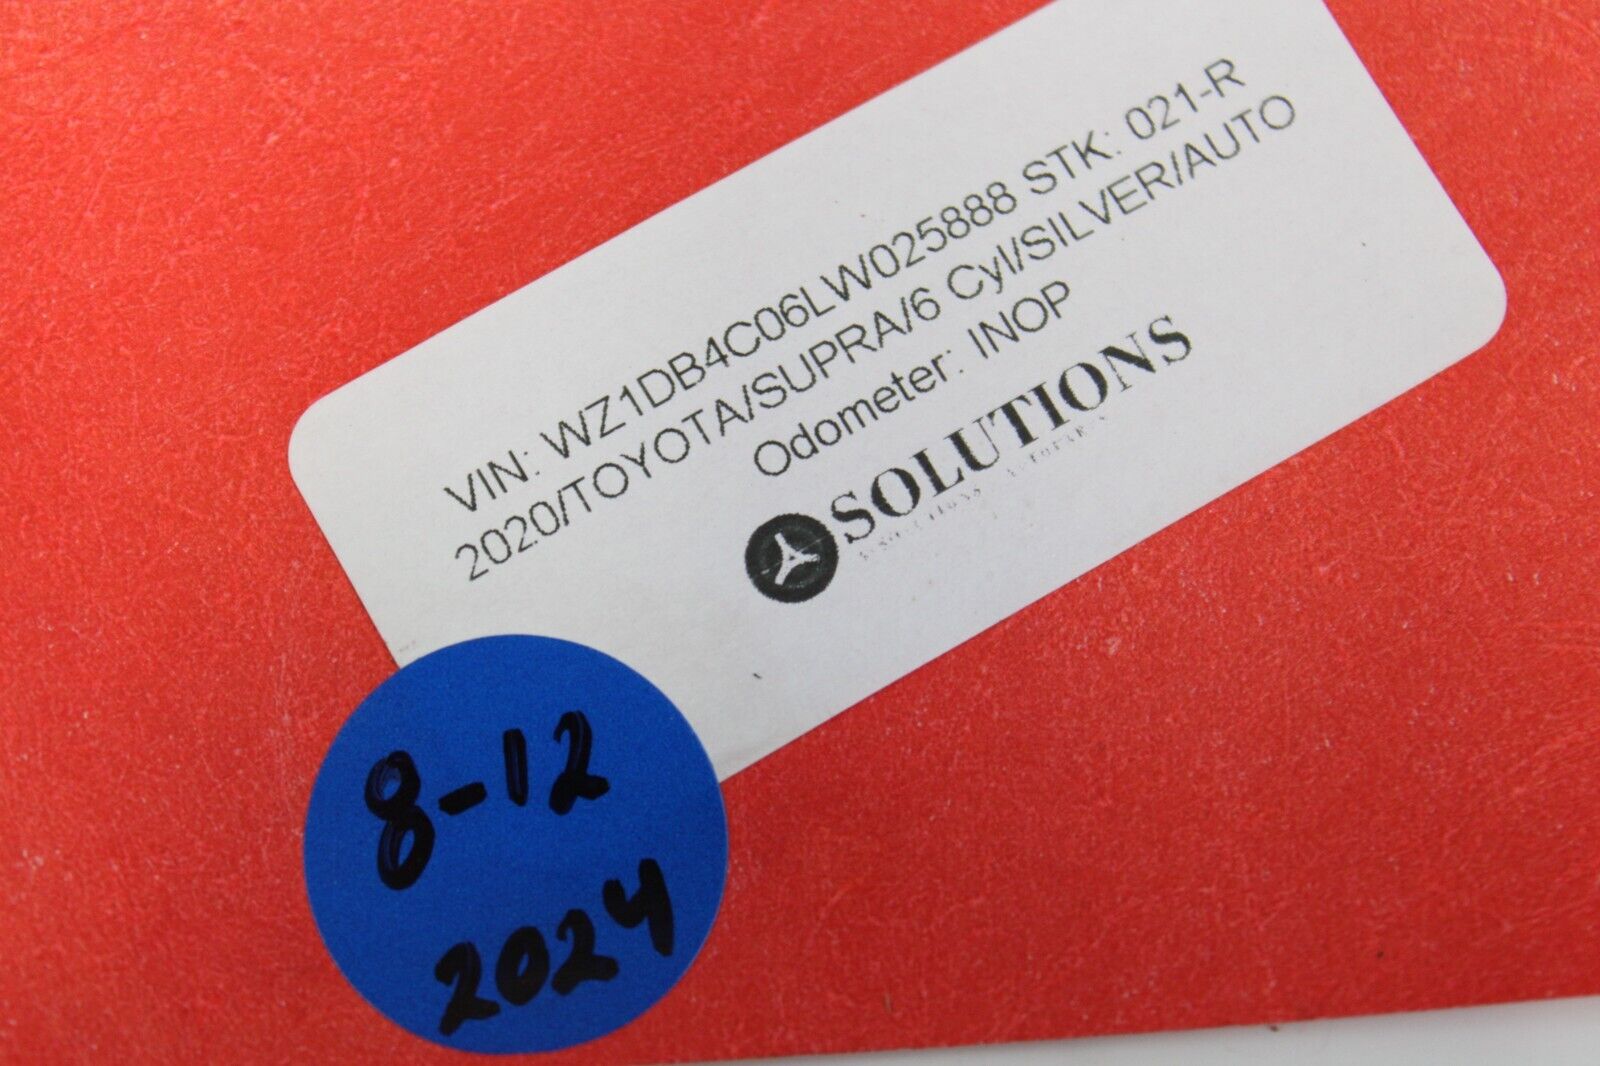 VIN: WZ1DB4C06LW025888 STK: 021-R
2020/TOYOTA/SUPRA/6 Cyl/SILVER/AUTO
Odometer: INOP
SOLUTIONS
8-12
2024